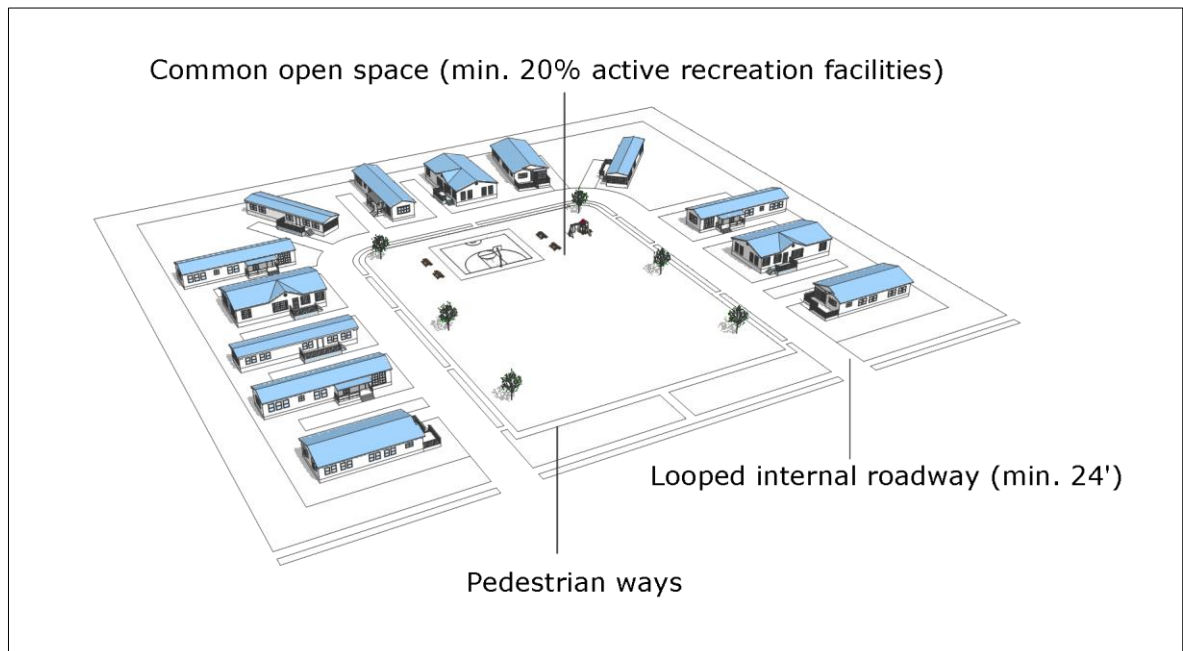 Common open space (min. 20% active recreation facilities)
Looped internal roadway (min. 24')
Pedestrian ways